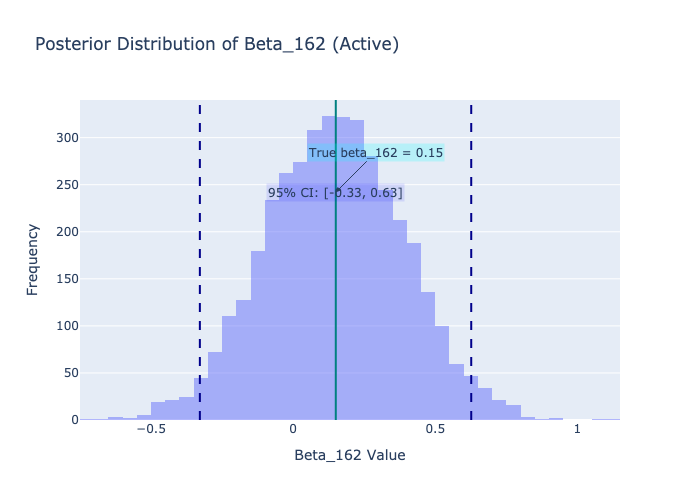 Posterior Distribution of Beta_162 (Active)
300
250
200
150
100
50
0
Frequency
True beta_162 = 0.15
95% CI: [-0.33, 0.63]
−0.5
0
0.5
1
Beta_162 Value